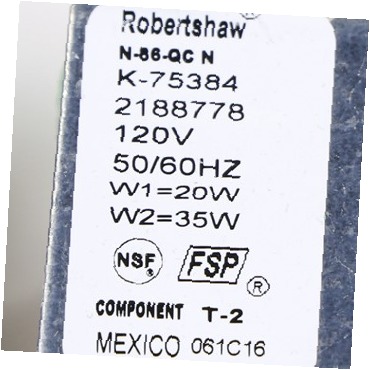 Robertshaw®
N-86-QC N
K-75384
2188778
120V
50/60HZ
W1=20W
W2=35W
NSF® FSP®
COMPONENT T-2
MEXICO 061C16